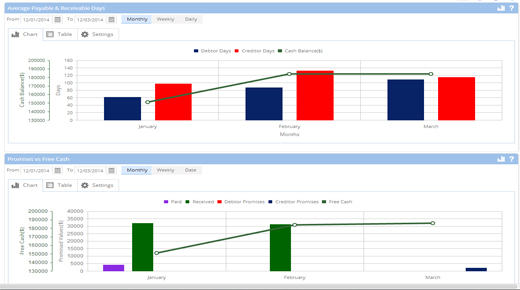 Average Payable & Receivable Days
From 12/01/2014 To 12/03/2014 Monthly Weekly Daily
Chart Table Settings
Debtor Days Creditor Days Cash Balance($)
Cash Balance($)
200000
190000
180000
170000
160000
150000
140000
130000
Days
160
140
120
100
80
60
40
20
0
January February March
Months
Promises vs Free Cash
From 12/01/2014 To 12/03/2014 Monthly Weekly Date
Chart Table Settings
Paid Received Debtor Promises Creditor Promises Free Cash
Free Cash($)
200000
190000
180000
170000
160000
150000
140000
130000
Promised Values($)
40000
35000
30000
25000
20000
15000
10000
5000
0
January February March